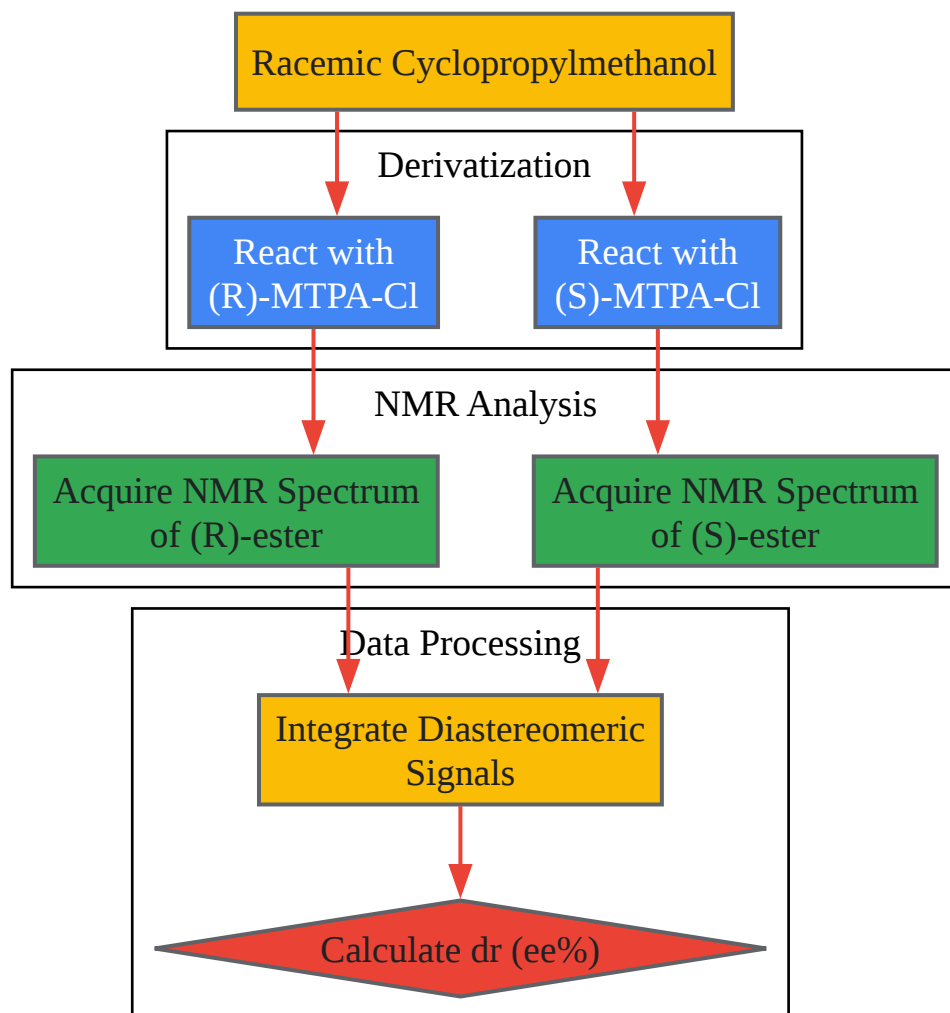 Racemic Cyclopropylmethanol
Derivatization
React with
(R)-MTPA-Cl
React with
(S)-MTPA-Cl
NMR Analysis
Acquire NMR Spectrum
of (R)-ester
Acquire NMR Spectrum
of (S)-ester
Data Processing
Integrate Diastereomeric
Signals
Calculate dr (ee%)